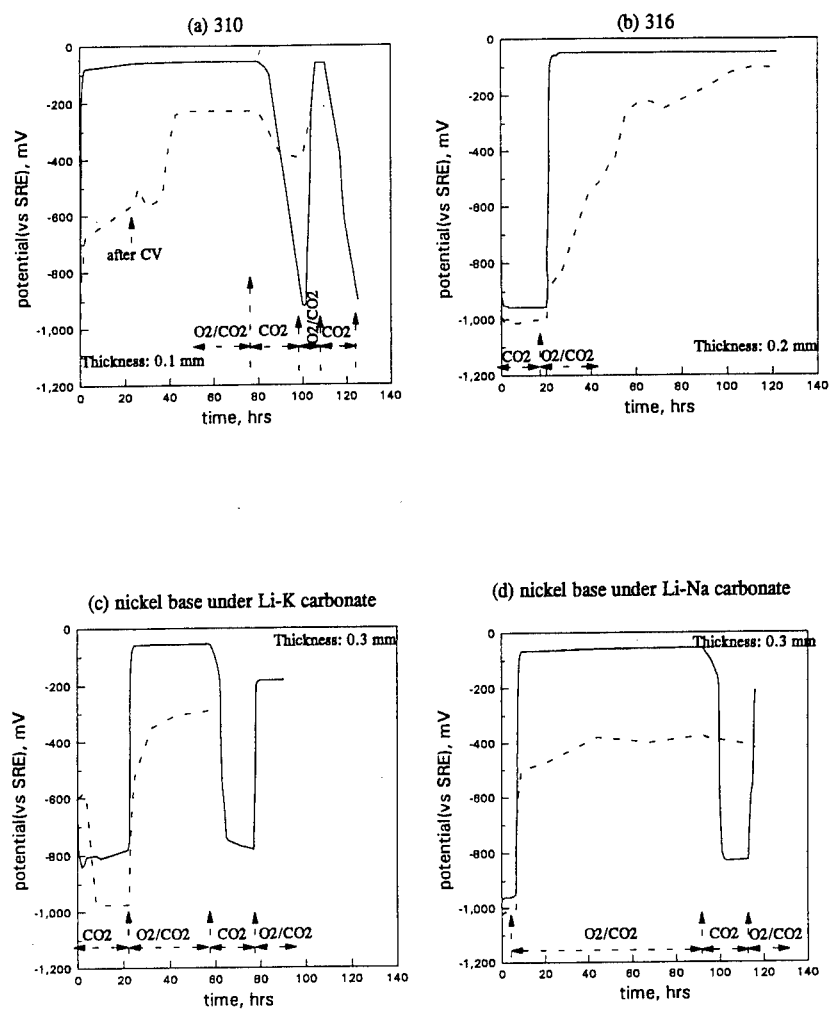 (a) 310
0
-200
-400
-600
-800
-1,000
-1,200
potential(vs SRE), mV
after CV
O2/CO2
CO2
O2/CO2
CO2
Thickness: 0.1 mm
0 20 40 60 80 100 120 140
time, hrs
(b) 316
0
-200
-400
-600
-800
-1,000
-1,200
potential(vs SRE), mV
Thickness: 0.2 mm
CO2
O2/CO2
0 20 40 60 80 100 120 140
time, hrs
(c) nickel base under Li-K carbonate
Thickness: 0.3 mm
0
-200
-400
-600
-800
-1,000
-1,200
potential(vs SRE), mV
CO2
O2/CO2
CO2
O2/CO2
0 20 40 60 80 100 120 140
time, hrs
(d) nickel base under Li-Na carbonate
Thickness: 0.3 mm
0
-200
-400
-600
-800
-1,000
-1,200
potential(vs SRE), mV
O2/CO2
CO2
O2/CO2
0 20 40 60 80 100 120 140
time, hrs